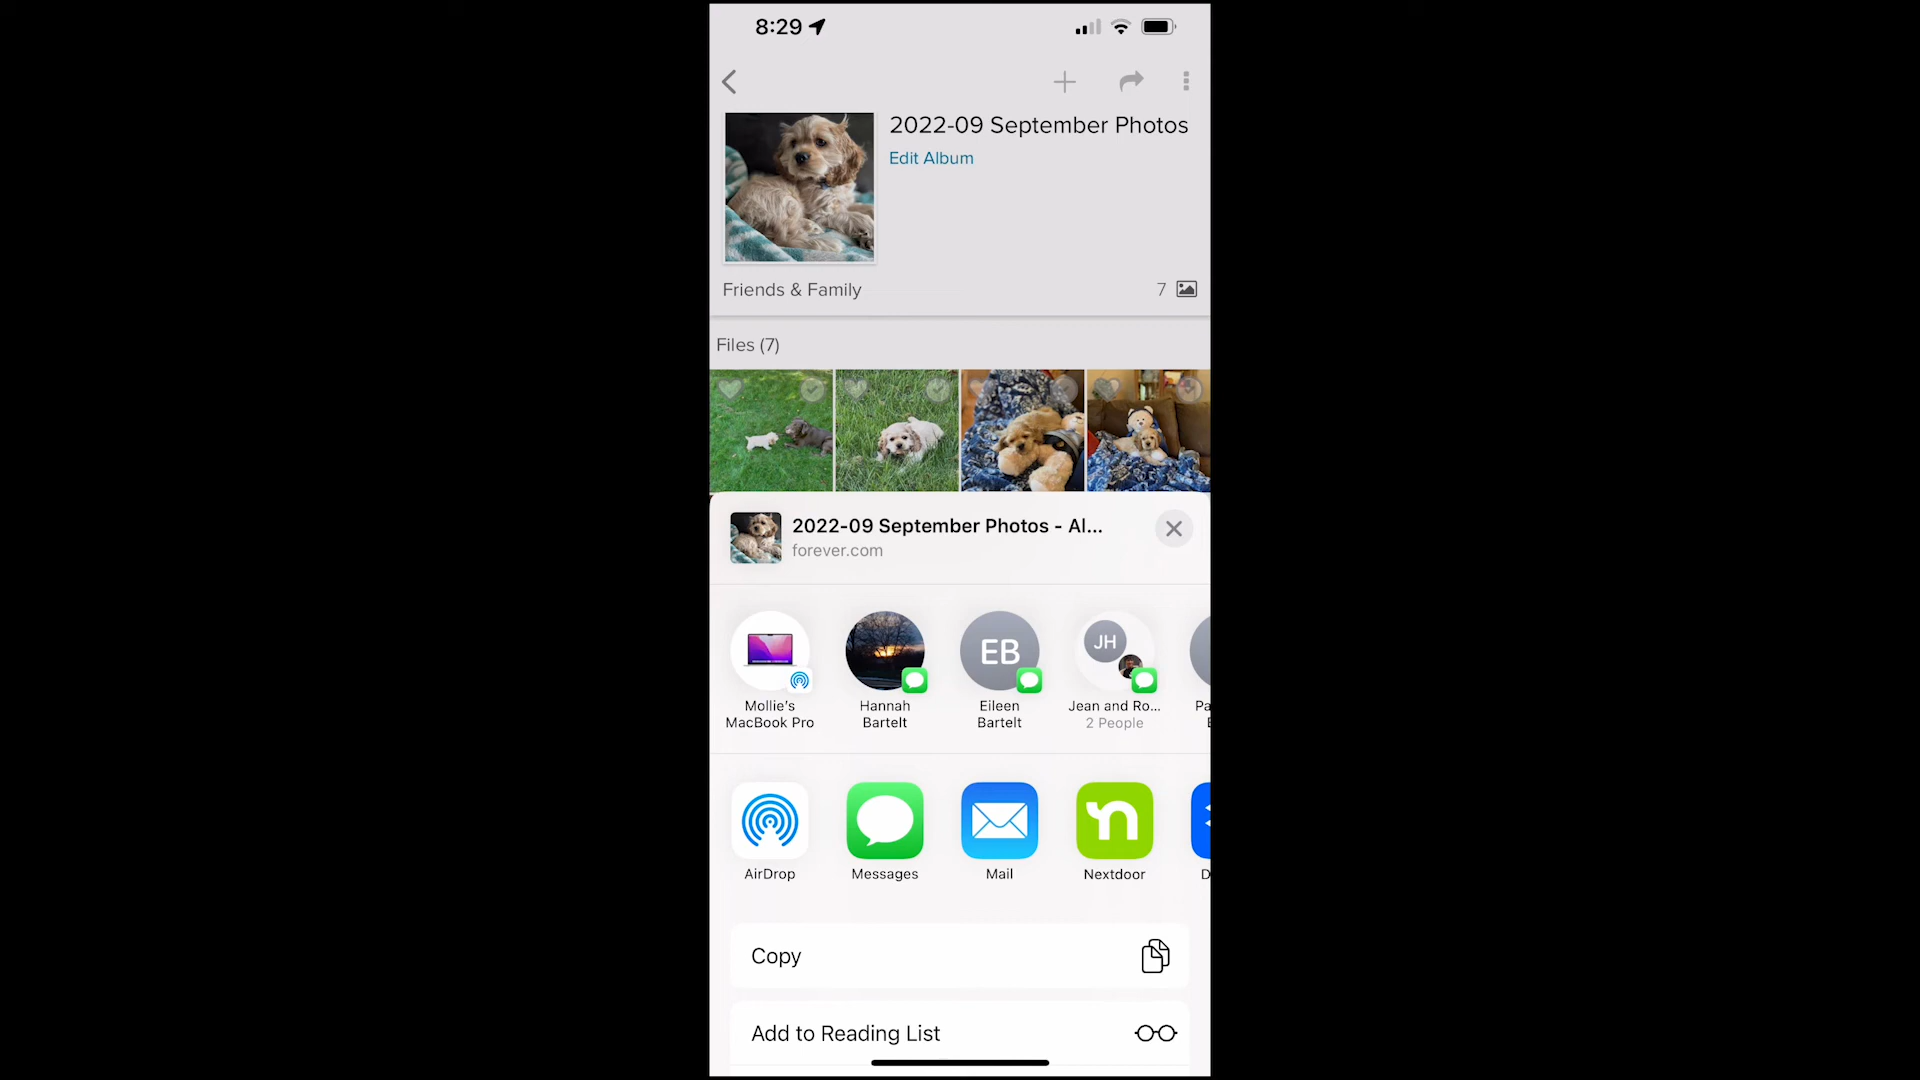 8:29
2022-09 September Photos
Edit Album
Friends & Family
7
Files (7)
2022-09 September Photos - Al...
forever.com
EB
JH
Mollie's
MacBook Pro
Hannah
Bartelt
Eileen
Bartelt
Jean and Ro...
2 People
Pa
AirDrop
Messages
Mail
Nextdoor
D
Copy
Add to Reading List